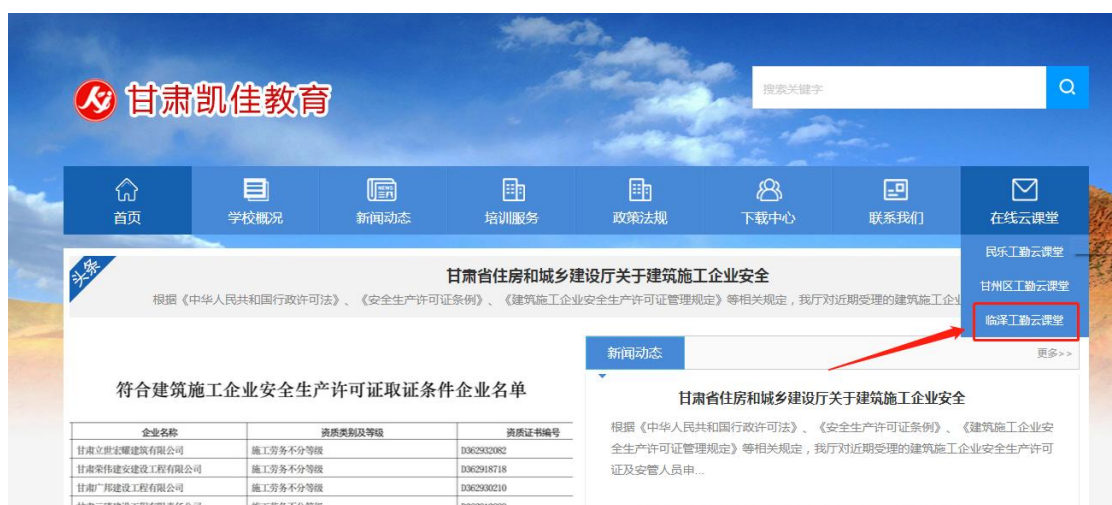 甘肃凯佳教育
搜索关键字
首页
学校概况
新闻动态
培训服务
政策法规
下载中心
联系我们
在线云课堂
民乐工勤云课堂
甘州区工勤云课堂
临泽工勤云课堂
头条
甘肃省住房和城乡建设厅关于建筑施工企业安全
根据《中华人民共和国行政许可法》、《安全生产许可证条例》、《建筑施工企业安全生产许可证管理规定》等相关规定，我厅对近期受理的建筑施工企业
新闻动态
更多>>
符合建筑施工企业安全生产许可证取证条件企业名单
企业名称 资质类别及等级 资质证书编号
甘肃立世宏耀建筑有限公司 施工劳务不分等级 D362932082
甘肃荣伟建安建设工程有限公司 施工劳务不分等级 D362918718
甘肃广邦建设工程有限公司 施工劳务不分等级 D362930210
甘肃省住房和城乡建设厅关于建筑施工企业安全
根据《中华人民共和国行政许可法》、《安全生产许可证条例》、《建筑施工企业安
全生产许可证管理规定》等相关规定，我厅对近期受理的建筑施工企业安全生产许可
证及安管人员申...